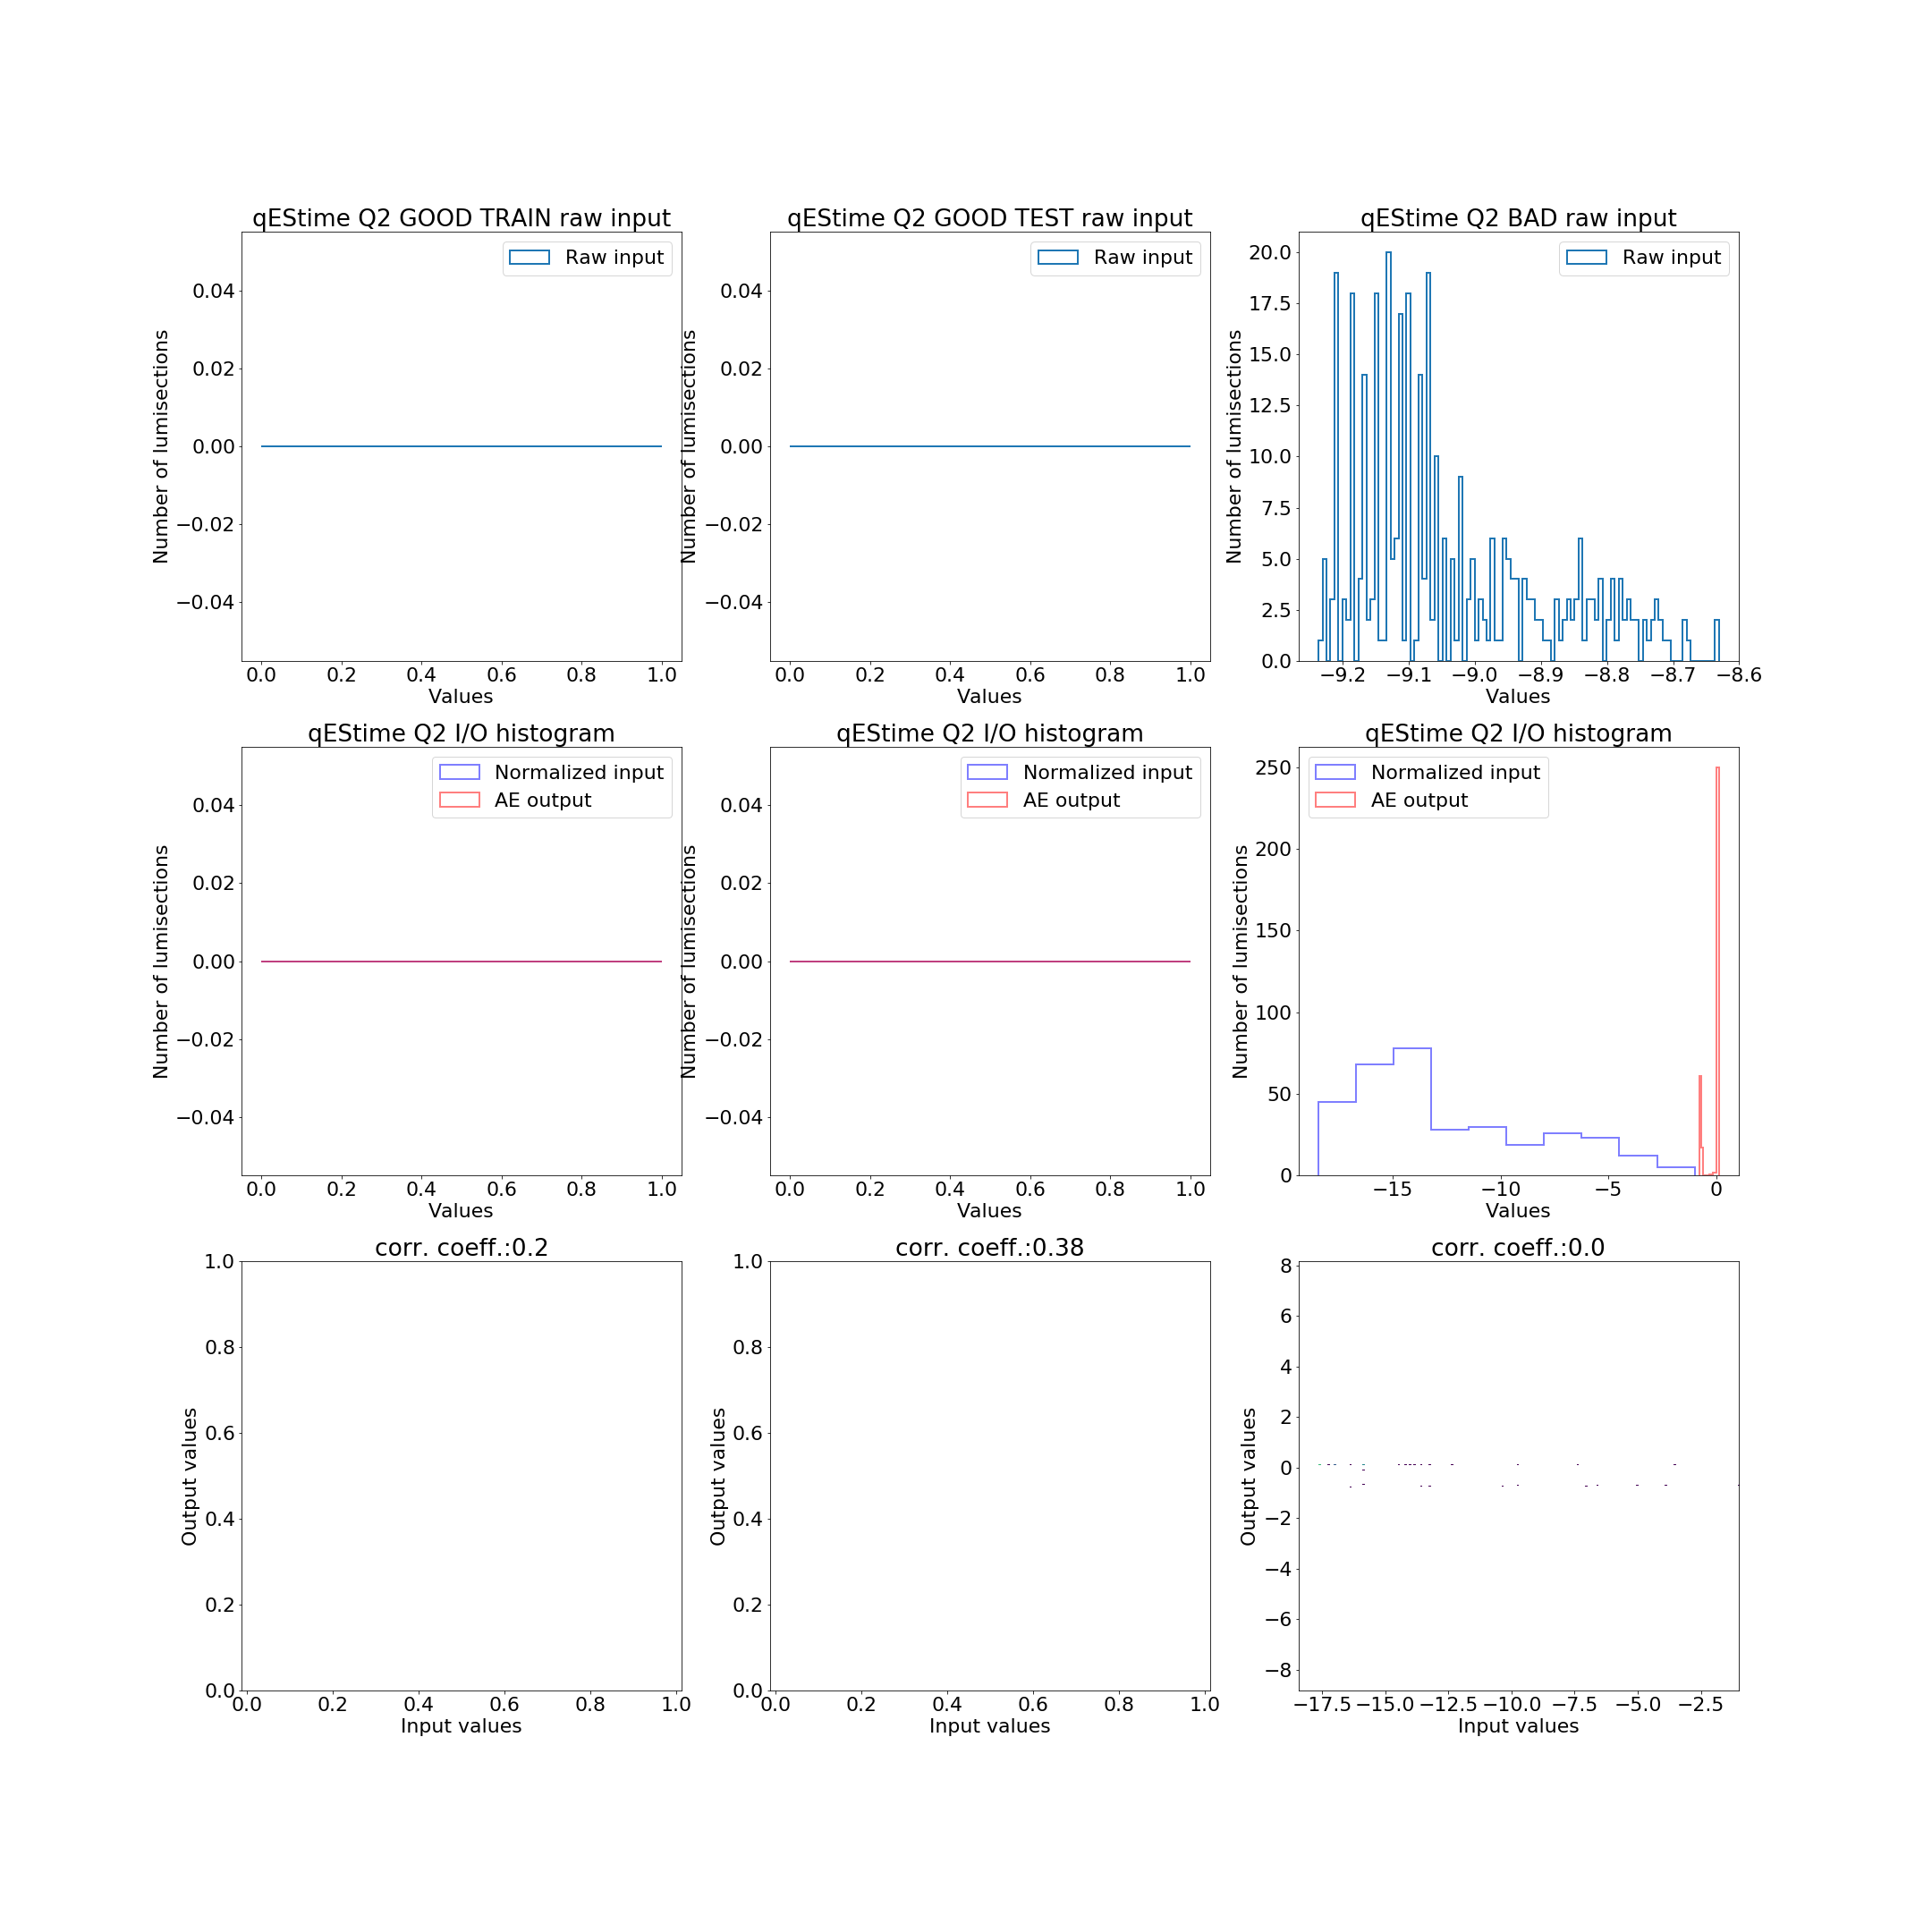 qEStime Q2 GOOD TRAIN raw input
Raw input
Number of lumisections
0.04
0.02
0.00
−0.02
−0.04
0.0 0.2 0.4 0.6 0.8 1.0
Values
qEStime Q2 GOOD TEST raw input
Raw input
Number of lumisections
0.04
0.02
0.00
−0.02
−0.04
0.0 0.2 0.4 0.6 0.8 1.0
Values
qEStime Q2 BAD raw input
Raw input
Number of lumisections
20.0
17.5
15.0
12.5
10.0
7.5
5.0
2.5
0.0
−9.2 −9.1 −9.0 −8.9 −8.8 −8.7 −8.6
Values
qEStime Q2 I/O histogram
Normalized input
AE output
Number of lumisections
0.04
0.02
0.00
−0.02
−0.04
0.0 0.2 0.4 0.6 0.8 1.0
Values
qEStime Q2 I/O histogram
Normalized input
AE output
Number of lumisections
0.04
0.02
0.00
−0.02
−0.04
0.0 0.2 0.4 0.6 0.8 1.0
Values
qEStime Q2 I/O histogram
Normalized input
AE output
Number of lumisections
250
200
150
100
50
0
−15 −10 −5 0
Values
corr. coeff.:0.2
Output values
1.0
0.8
0.6
0.4
0.2
0.0
0.0 0.2 0.4 0.6 0.8 1.0
Input values
corr. coeff.:0.38
Output values
1.0
0.8
0.6
0.4
0.2
0.0
0.0 0.2 0.4 0.6 0.8 1.0
Input values
corr. coeff.:0.0
Output values
8
6
4
2
0
−2
−4
−6
−8
−17.5 −15.0 −12.5 −10.0 −7.5 −5.0 −2.5
Input values